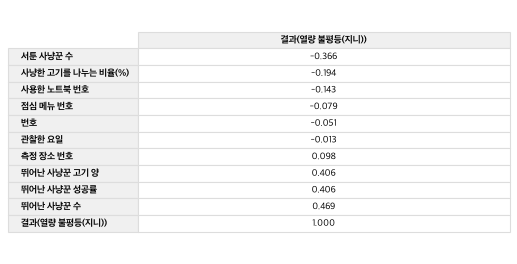 결과(열량 불평등(지니))
서툰 사냥꾼 수 -0.366
사냥한 고기를 나누는 비율(%) -0.194
사용한 노트북 번호 -0.143
점심 메뉴 번호 -0.079
번호 -0.051
관찰한 요일 -0.013
측정 장소 번호 0.098
뛰어난 사냥꾼 고기 양 0.406
뛰어난 사냥꾼 성공률 0.406
뛰어난 사냥꾼 수 0.469
결과(열량 불평등(지니)) 1.000